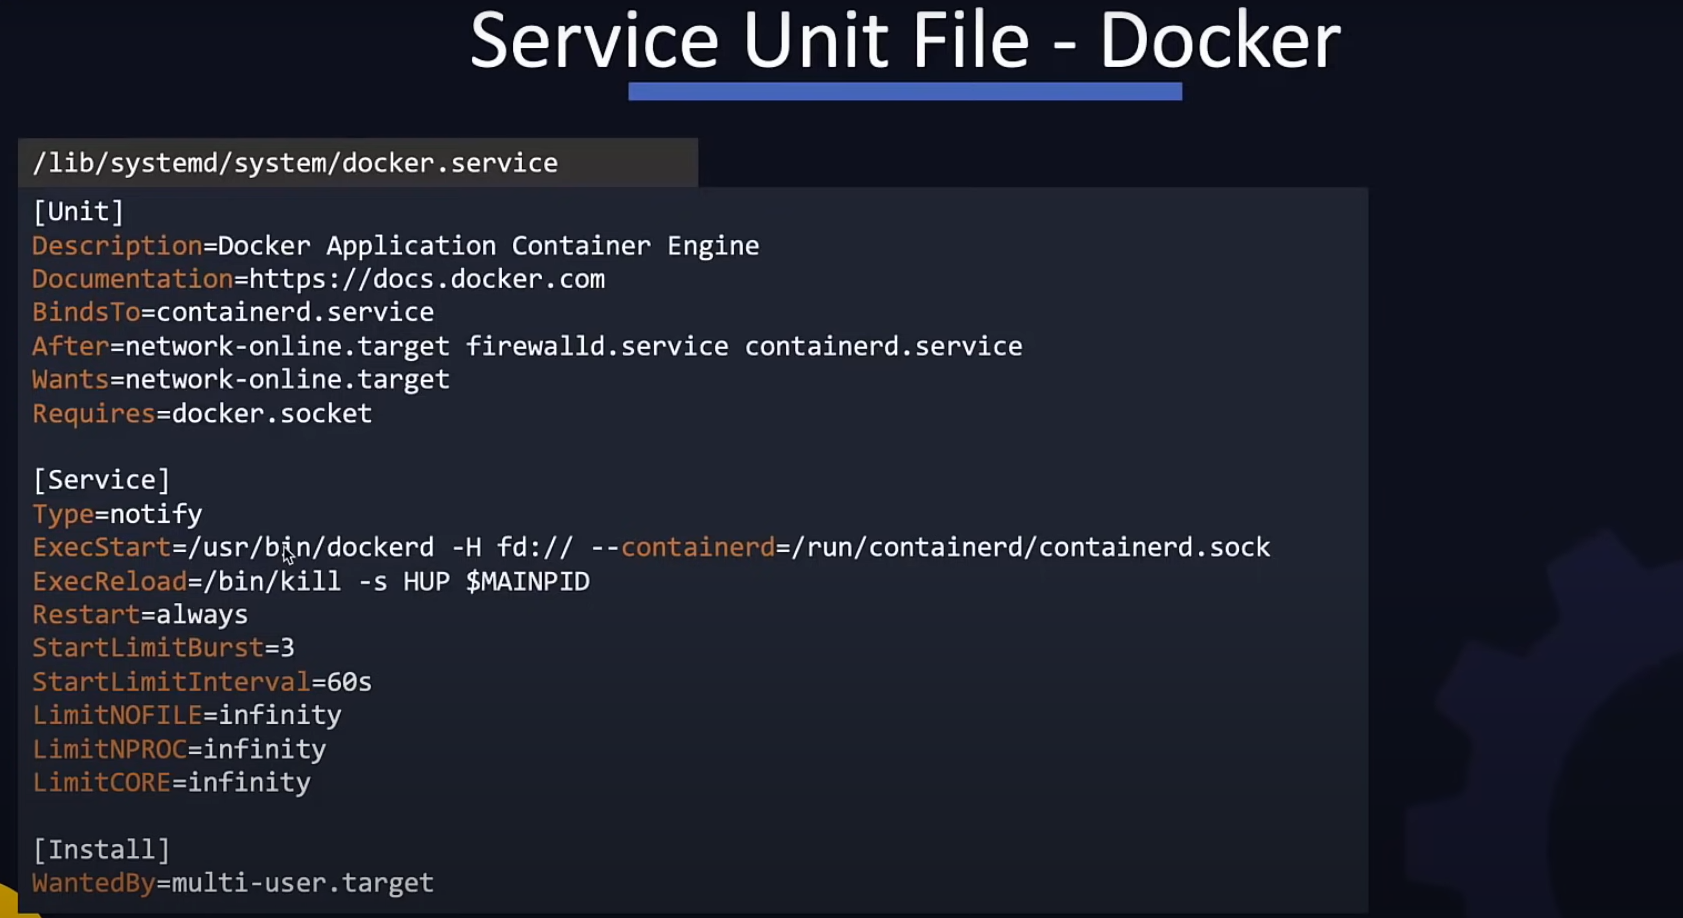 Service Unit File - Docker
/lib/systemd/system/docker.service
[Unit]
Description=Docker Application Container Engine
Documentation=https://docs.docker.com
BindsTo=containerd.service
After=network-online.target firewalld.service containerd.service
Wants=network-online.target
Requires=docker.socket
[Service]
Type=notify
ExecStart=/usr/bin/dockerd -H fd:// --containerd=/run/containerd/containerd.sock
ExecReload=/bin/kill -s HUP $MAINPID
Restart=always
StartLimitBurst=3
StartLimitInterval=60s
LimitNOFILE=infinity
LimitNPROC=infinity
LimitCORE=infinity
[Install]
WantedBy=multi-user.target